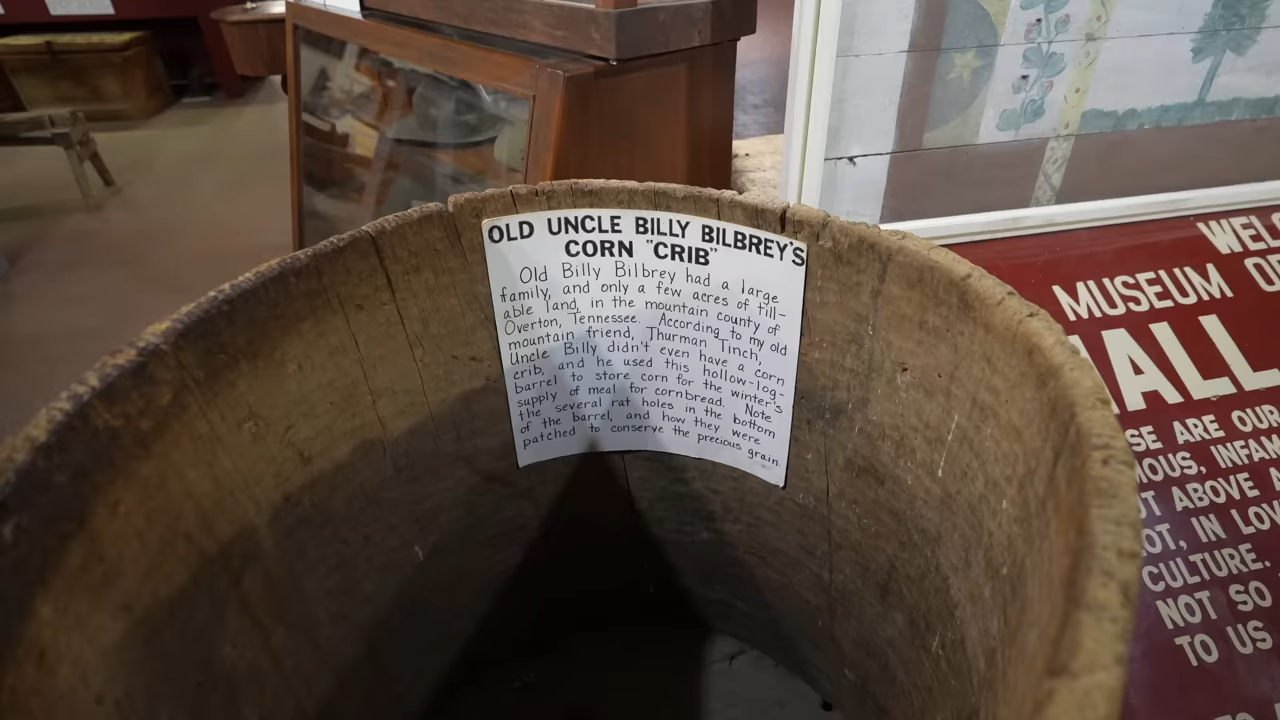 OLD UNCLE BILLY BILBREY'S
CORN "CRIB"
Old Billy Bilbrey had a large
family, and only a few acres of till-
able land, in the mountain county of
Overton, Tennessee. According to my old
mountain friend, Thurman Tinch,
Uncle Billy didn't even have a corn
crib, and he used this hollow-log-
barrel to store corn for the winter's
supply of meal for cornbread. Note
the several rat holes in the bottom
of the barrel, and how they were
patched to conserve the precious grain.
WEL
MUSEUM O
ALL
SE ARE OUR
MOUS, INFAM
OT ABOVE A
OT, IN LOV
CULTURE.
NOT SO
TO US